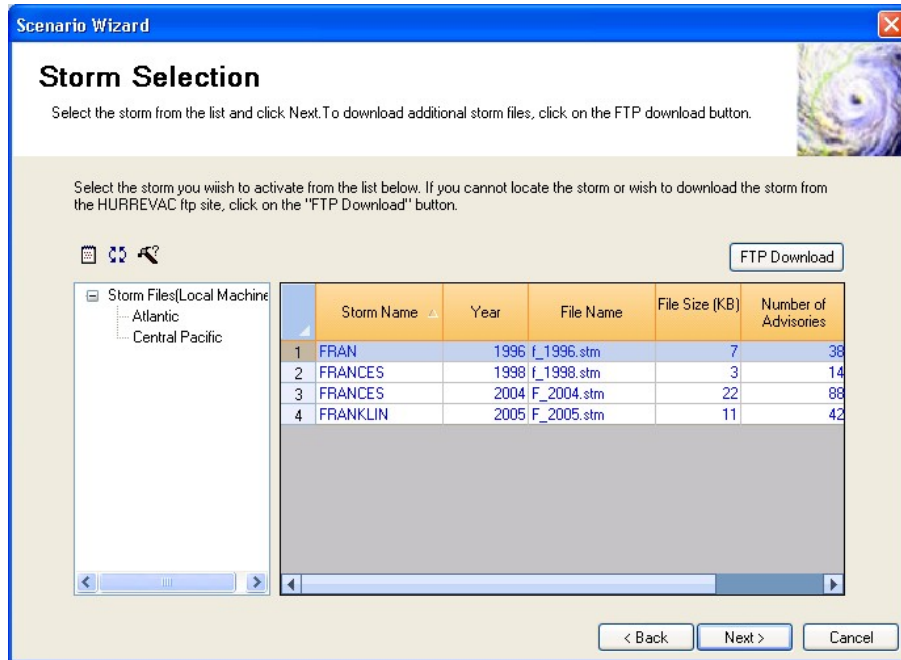 Scenario Wizard
Storm Selection
Select the storm from the list and click Next.To download additional storm files, click on the FTP download button.
Select the storm you wiish to activate from the list below. If you cannot locate the storm or wish to download the storm from
the HURREVAC ftp site, click on the "FTP Download" button.
FTP Download
Storm Files(Local Machine
Atlantic
Central Pacific
Storm Name Year File Name File Size (KB) Number of
Advisories
1 FRAN 1996 f_1996.stm 7 38
2 FRANCES 1998 f_1998.stm 3 14
3 FRANCES 2004 F_2004.stm 22 88
4 FRANKLIN 2005 F_2005.stm 11 42
< Back Next > Cancel